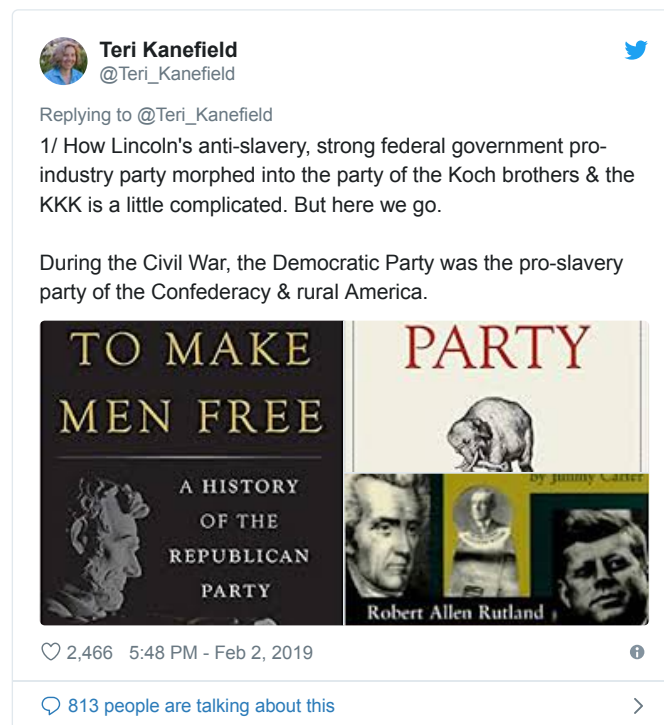 Teri Kanefield
@Teri_Kanefield
Replying to @Teri_Kanefield
1/ How Lincoln's anti-slavery, strong federal government pro-
industry party morphed into the party of the Koch brothers & the
KKK is a little complicated. But here we go.
During the Civil War, the Democratic Party was the pro-slavery
party of the Confederacy & rural America.
TO MAKE
MEN FREE
A HISTORY
OF THE
REPUBLICAN
PARTY
PARTY
by Jimmy Carter
Robert Allen Rutland
2,466 5:48 PM - Feb 2, 2019
813 people are talking about this